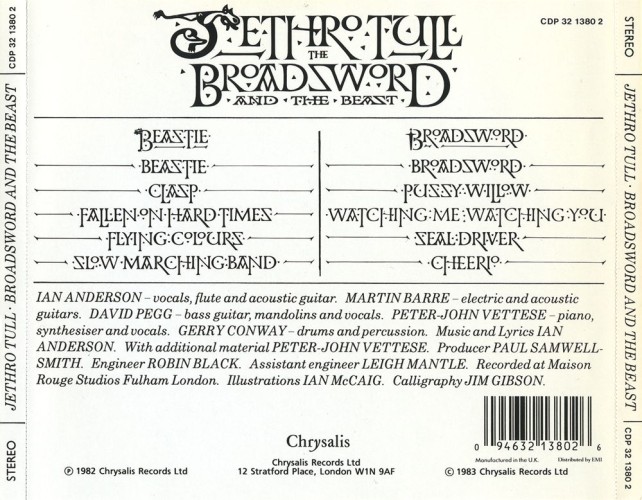 JETHRO TULL
THE
BROADSWORD
AND THE BEAST
CDP 32 1380 2
BEASTIE
BEASTIE
CLASP
FALLEN·ON·HARD·TIMES
FLYING·COLOURS
SLOW·MARCHING·BAND
BROADSWORD
BROADSWORD
PUSSY·WILLOW
WATCHING·ME·WATCHING·YOU
SEAL·DRIVER
CHEERIO
IAN ANDERSON – vocals, flute and acoustic guitar. MARTIN BARRE – electric and acoustic
guitars. DAVID PEGG – bass guitar, mandolins and vocals. PETER-JOHN VETTESE – piano,
synthesiser and vocals. GERRY CONWAY – drums and percussion. Music and Lyrics IAN
ANDERSON. With additional material PETER-JOHN VETTESE. Producer PAUL SAMWELL-
SMITH. Engineer ROBIN BLACK. Assistant engineer LEIGH MANTLE. Recorded at Maison
Rouge Studios Fulham London. Illustrations IAN McCAIG. Calligraphy JIM GIBSON.
Chrysalis
Chrysalis Records Ltd
12 Stratford Place, London W1N 9AF
℗ 1982 Chrysalis Records Ltd
0 94632 13802 6
Manufactured in the U.K. Distributed by EMI
© 1983 Chrysalis Records Ltd
STEREO
JETHRO TULL · BROADSWORD AND THE BEAST
CDP 32 1380 2
STEREO
JETHRO TULL · BROADSWORD AND THE BEAST
CDP 32 1380 2